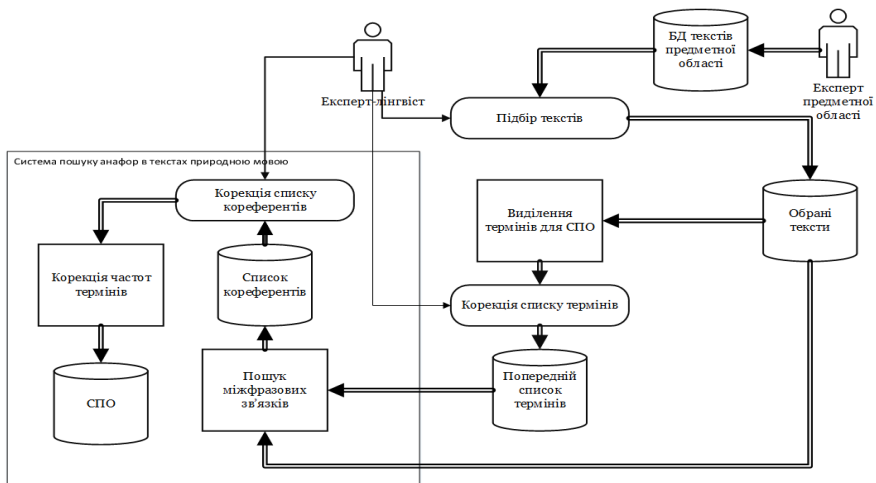 БД текстів
предметної
області
Експерт-лінгвіст
Експерт
предметної
області
Підбір текстів
Система пошуку анафор в текстах природною мовою
Корекція списку
кореферентів
Виділення
термінів для СПО
Обрані
тексти
Корекція частот
термінів
Список
кореферентів
Корекція списку термінів
СПО
Пошук
міжфразових
зв'язків
Попередній
список
термінів